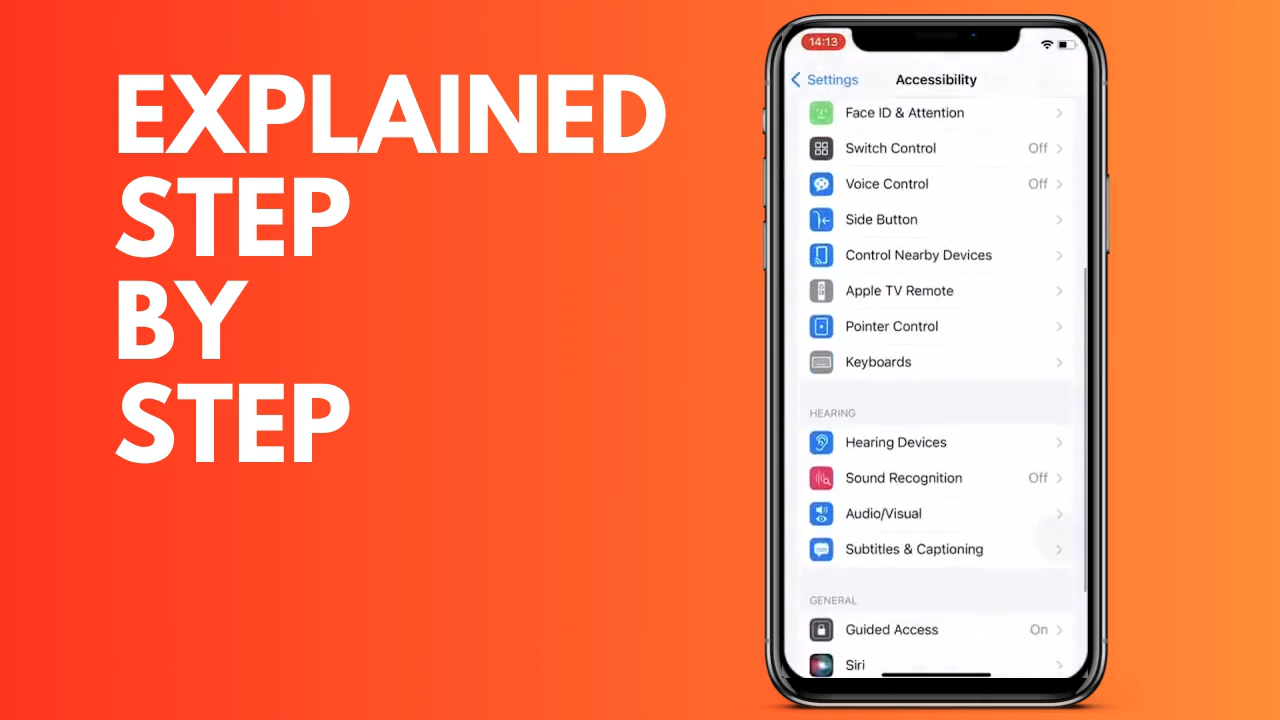 EXPLAINED
STEP
BY
STEP
14:13
Settings Accessibility
Face ID & Attention
Switch Control Off
Voice Control Off
Side Button
Control Nearby Devices
Apple TV Remote
Pointer Control
Keyboards
HEARING
Hearing Devices
Sound Recognition Off
Audio/Visual
Subtitles & Captioning
GENERAL
Guided Access On
Siri